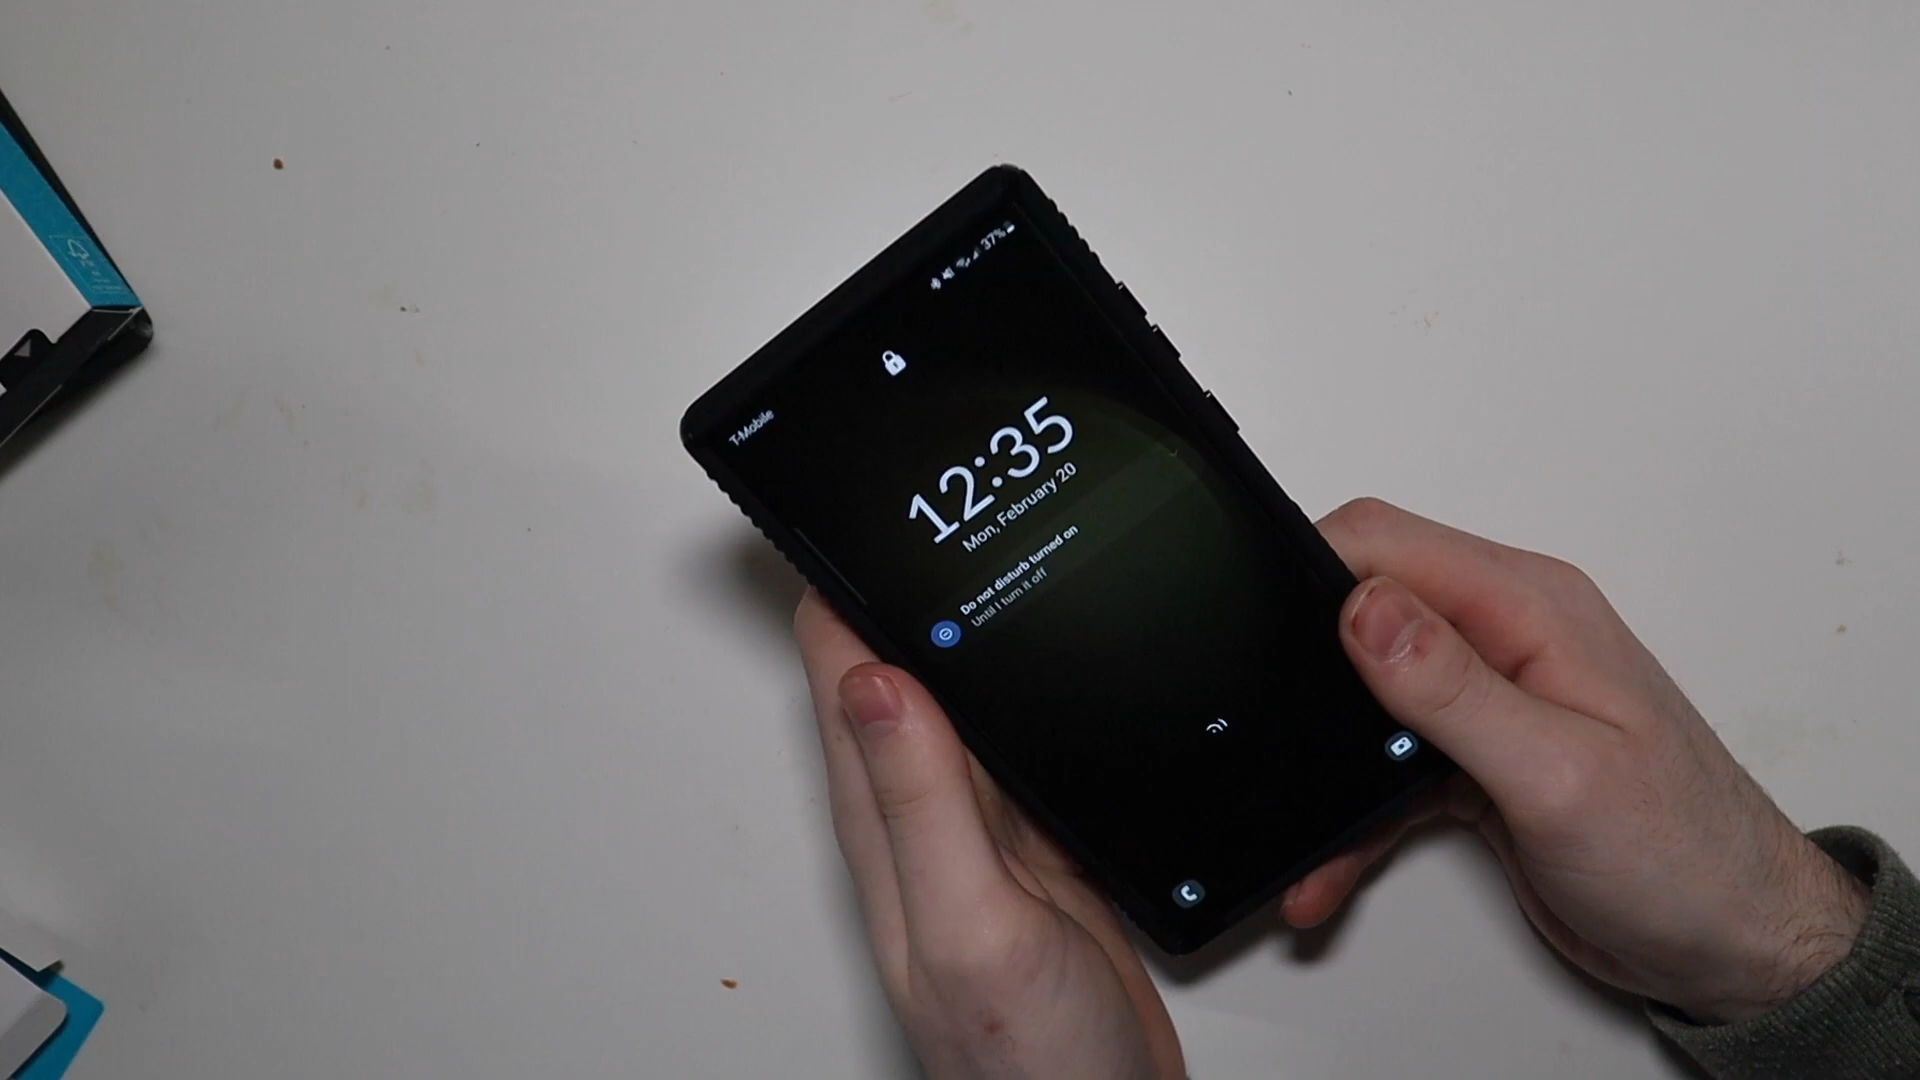 37%
T-Mobile
12:35
Mon, February 20
Do not disturb turned on
Until I turn it off